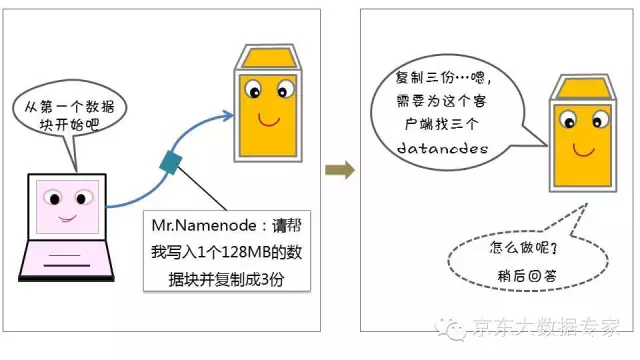 从第一个数据
块开始吧
Mr.Namenode：请帮
我写入1个128MB的数
据块并复制成3份
复制三份…嗯，
需要为这个客
户端找三个
datanodes
怎么做呢？
稍后回答
京东大数据专家